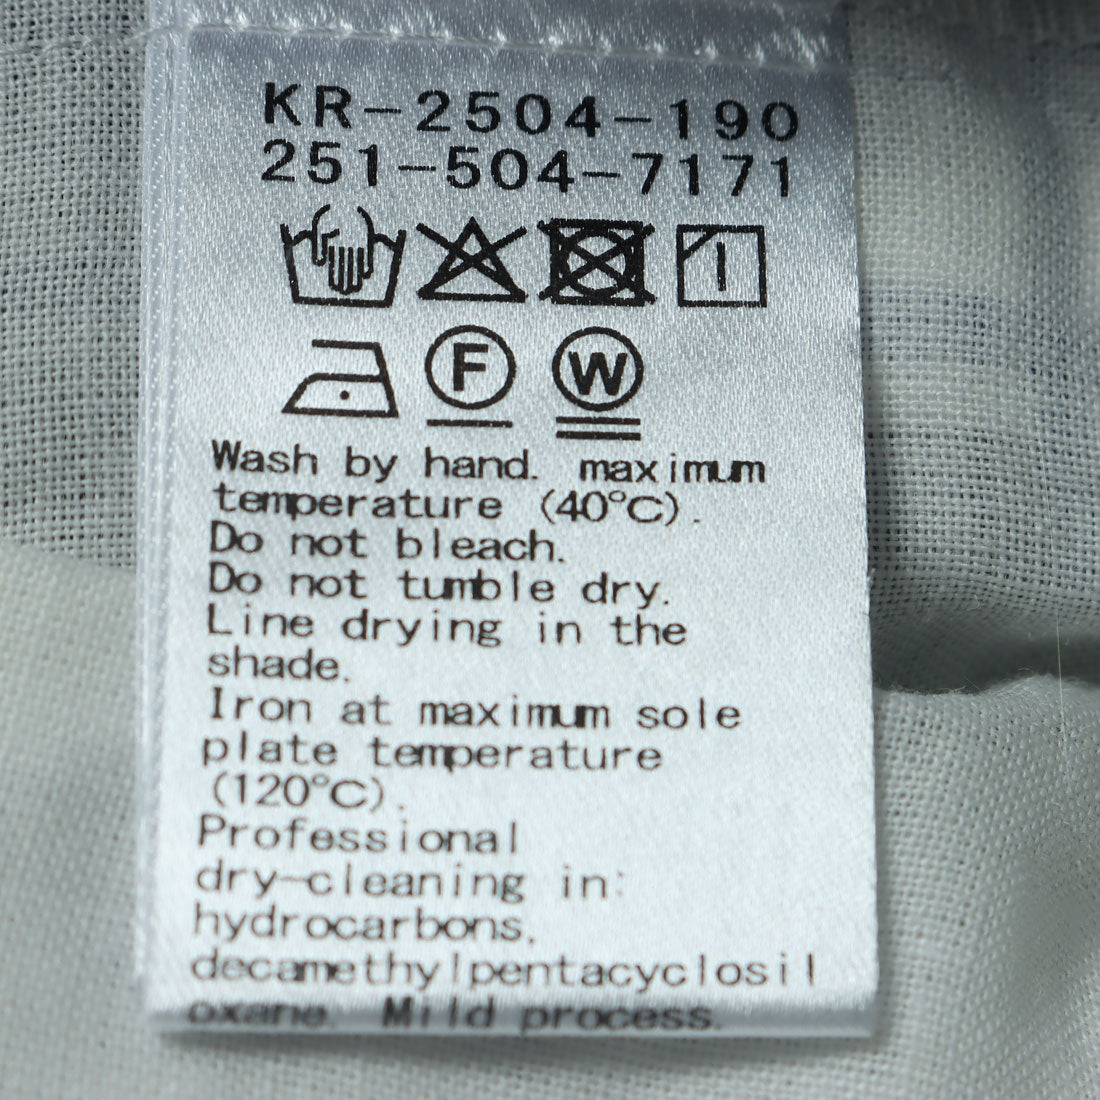 KR-2504-190
251-504-7171
F W
Wash by hand. maximum
temperature (40°C).
Do not bleach.
Do not tumble dry.
Line drying in the
shade.
Iron at maximum sole
plate temperature
(120°C).
Professional
dry-cleaning in:
hydrocarbons,
decamethylpentacyclosil
oxane. Mild process.